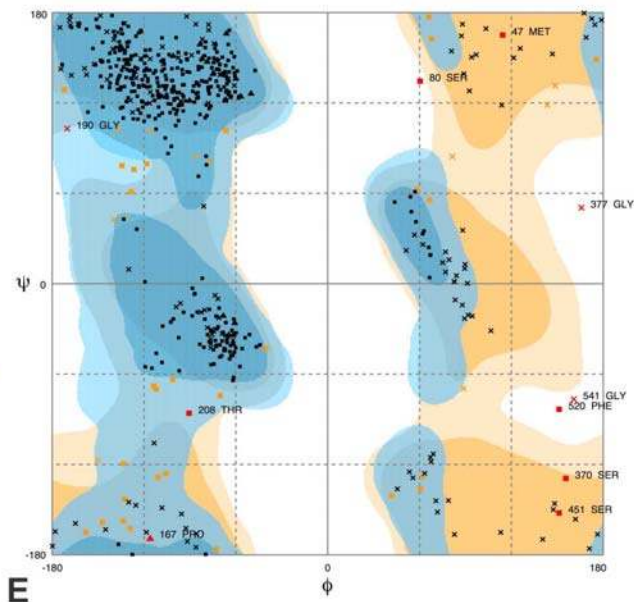 180
47 MET
80 SER
190 GLY
377 GLY
ψ
0
541 GLY
520 PHE
208 THR
370 SER
451 SER
167 PRO
-180
-180
0
180
E
ϕ